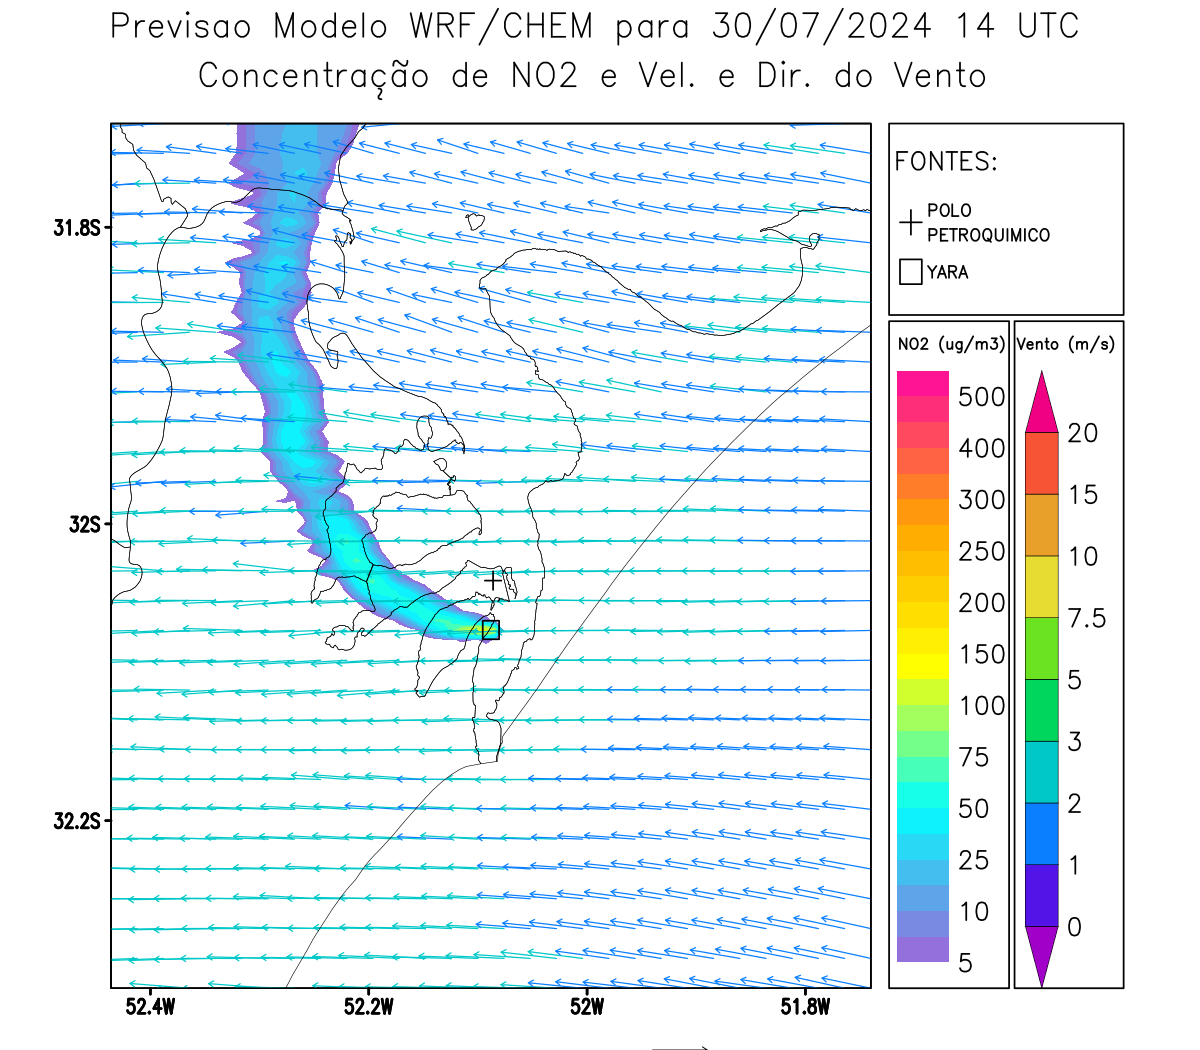 Previsao Modelo WRF/CHEM para 30/07/2024 14 UTC
Concentração de NO2 e Vel. e Dir. do Vento
FONTES:
POLO
PETROQUIMICO
YARA
NO2 (ug/m3)
500
400
300
250
200
150
100
75
50
25
10
5
Vento (m/s)
20
15
10
7.5
5
3
2
1
0
31.8S
32S
32.2S
52.4W 52.2W 52W 51.8W